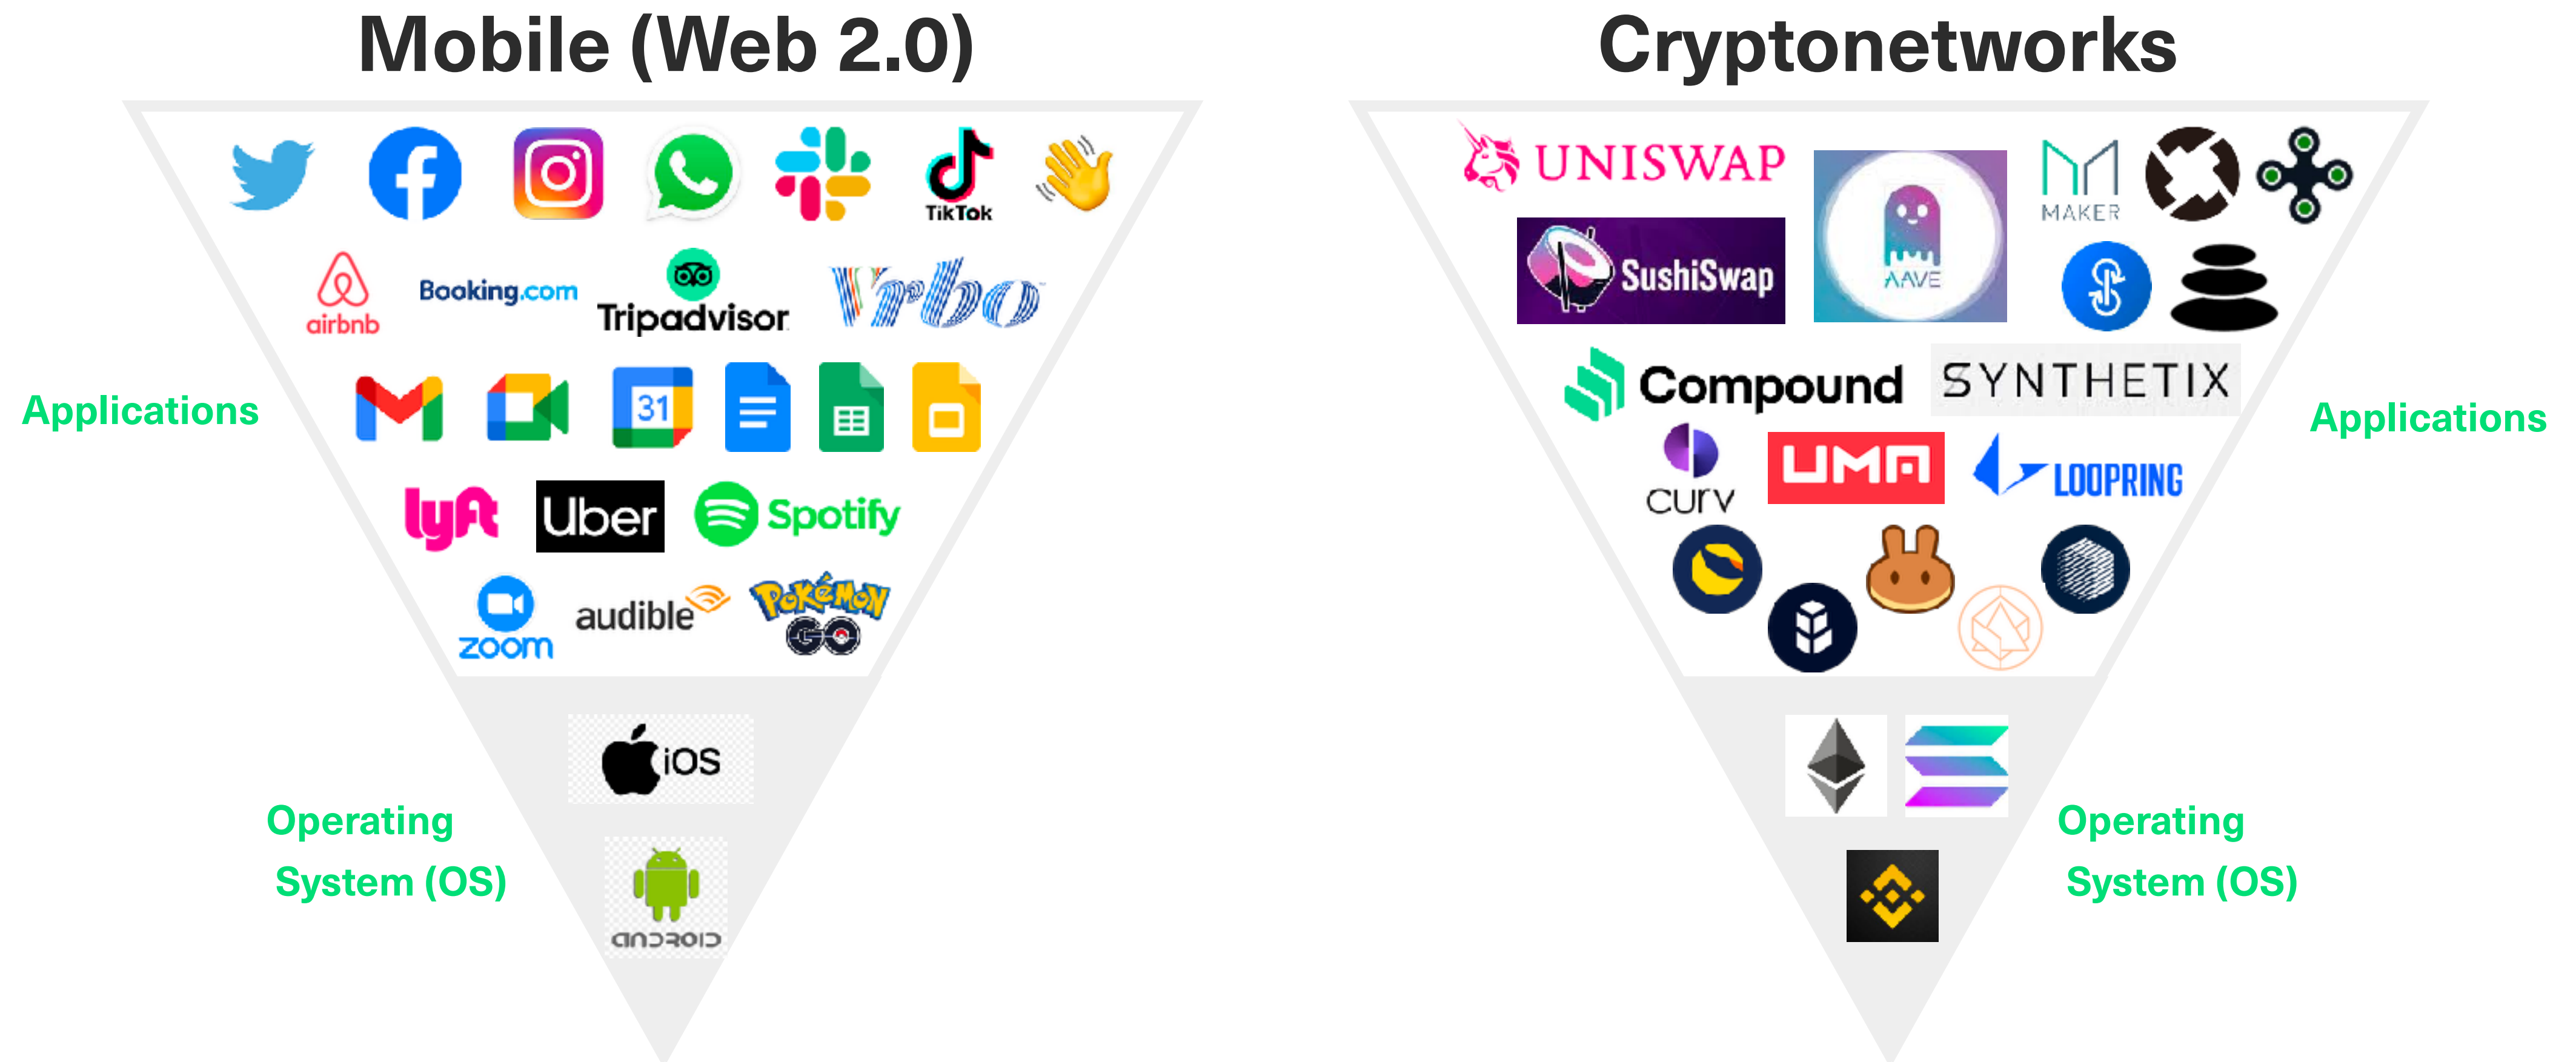 Mobile (Web 2.0)
TikTok
airbnb
Booking.com
Tripadvisor
Vrbo
Applications
31
lyft
Uber
Spotify
zoom
audible
POKÉMON
GO
iOS
ANDROID
Operating
System (OS)
Cryptonetworks
UNISWAP
MAKER
SushiSwap
AAVE
Compound
SYNTHETIX
Applications
curv
UMA
LOOPRING
Operating
System (OS)